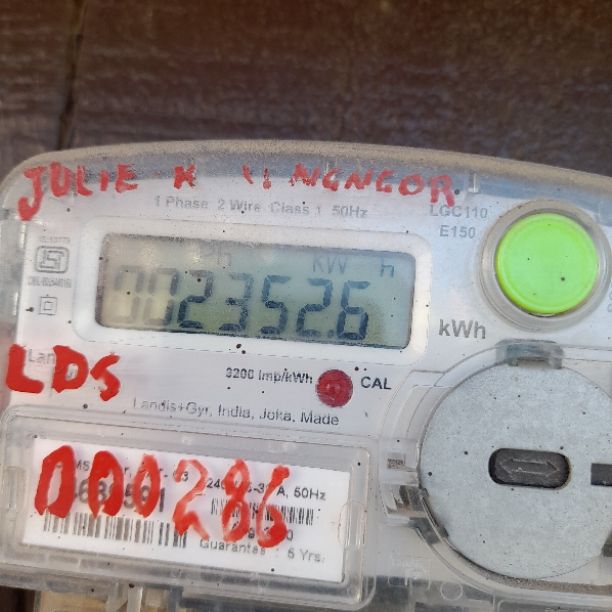 JULIE K
1 Phase 2 Wire Class 1 50Hz
LGC110
E150
kW h
002352.6
kWh
LDS
3200 imp/kWh
CAL
Landis+Gyr, India, Joka, Made
000286
A, 50Hz
Guarantee : 5 Yrs.